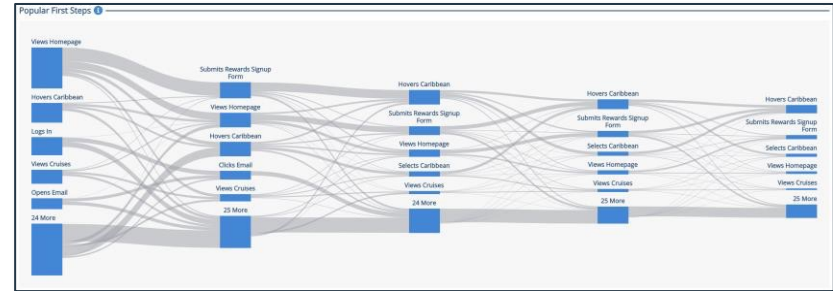 Popular First Steps
Views Homepage
Hovers Caribbean
Logs In
Views Cruises
Opens Email
24 More
Submits Rewards Signup
Form
Views Homepage
Hovers Caribbean
Clicks Email
Views Cruises
25 More
Hovers Caribbean
Submits Rewards Signup
Form
Views Homepage
Selects Caribbean
Views Cruises
24 More
Hovers Caribbean
Submits Rewards Signup
Form
Selects Caribbean
Views Homepage
Views Cruises
25 More
Hovers Caribbean
Submits Rewards Signup
Form
Selects Caribbean
Views Homepage
Views Cruises
25 More